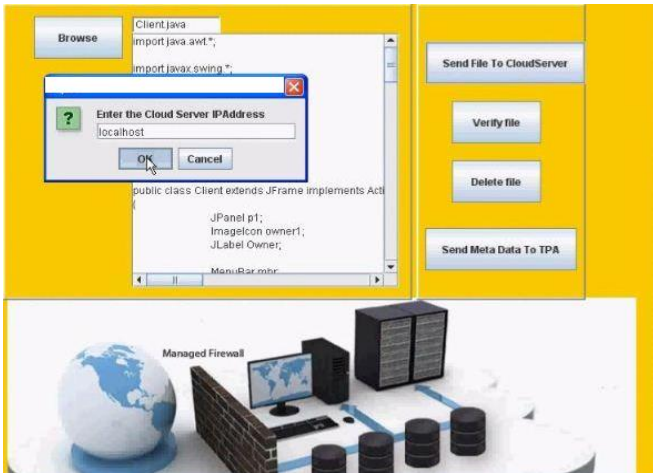 Browse
Client.java
import java.awt.*;
import javax.swing.*;
Enter the Cloud Server IPAddress
localhost
OK
Cancel
public class Client extends JFrame implements Acti
{
JPanel p1;
ImageIcon owner1;
JLabel Owner;
MenuBar mbr;
Send File To CloudServer
Verify file
Delete file
Send Meta Data To TPA
Managed Firewall